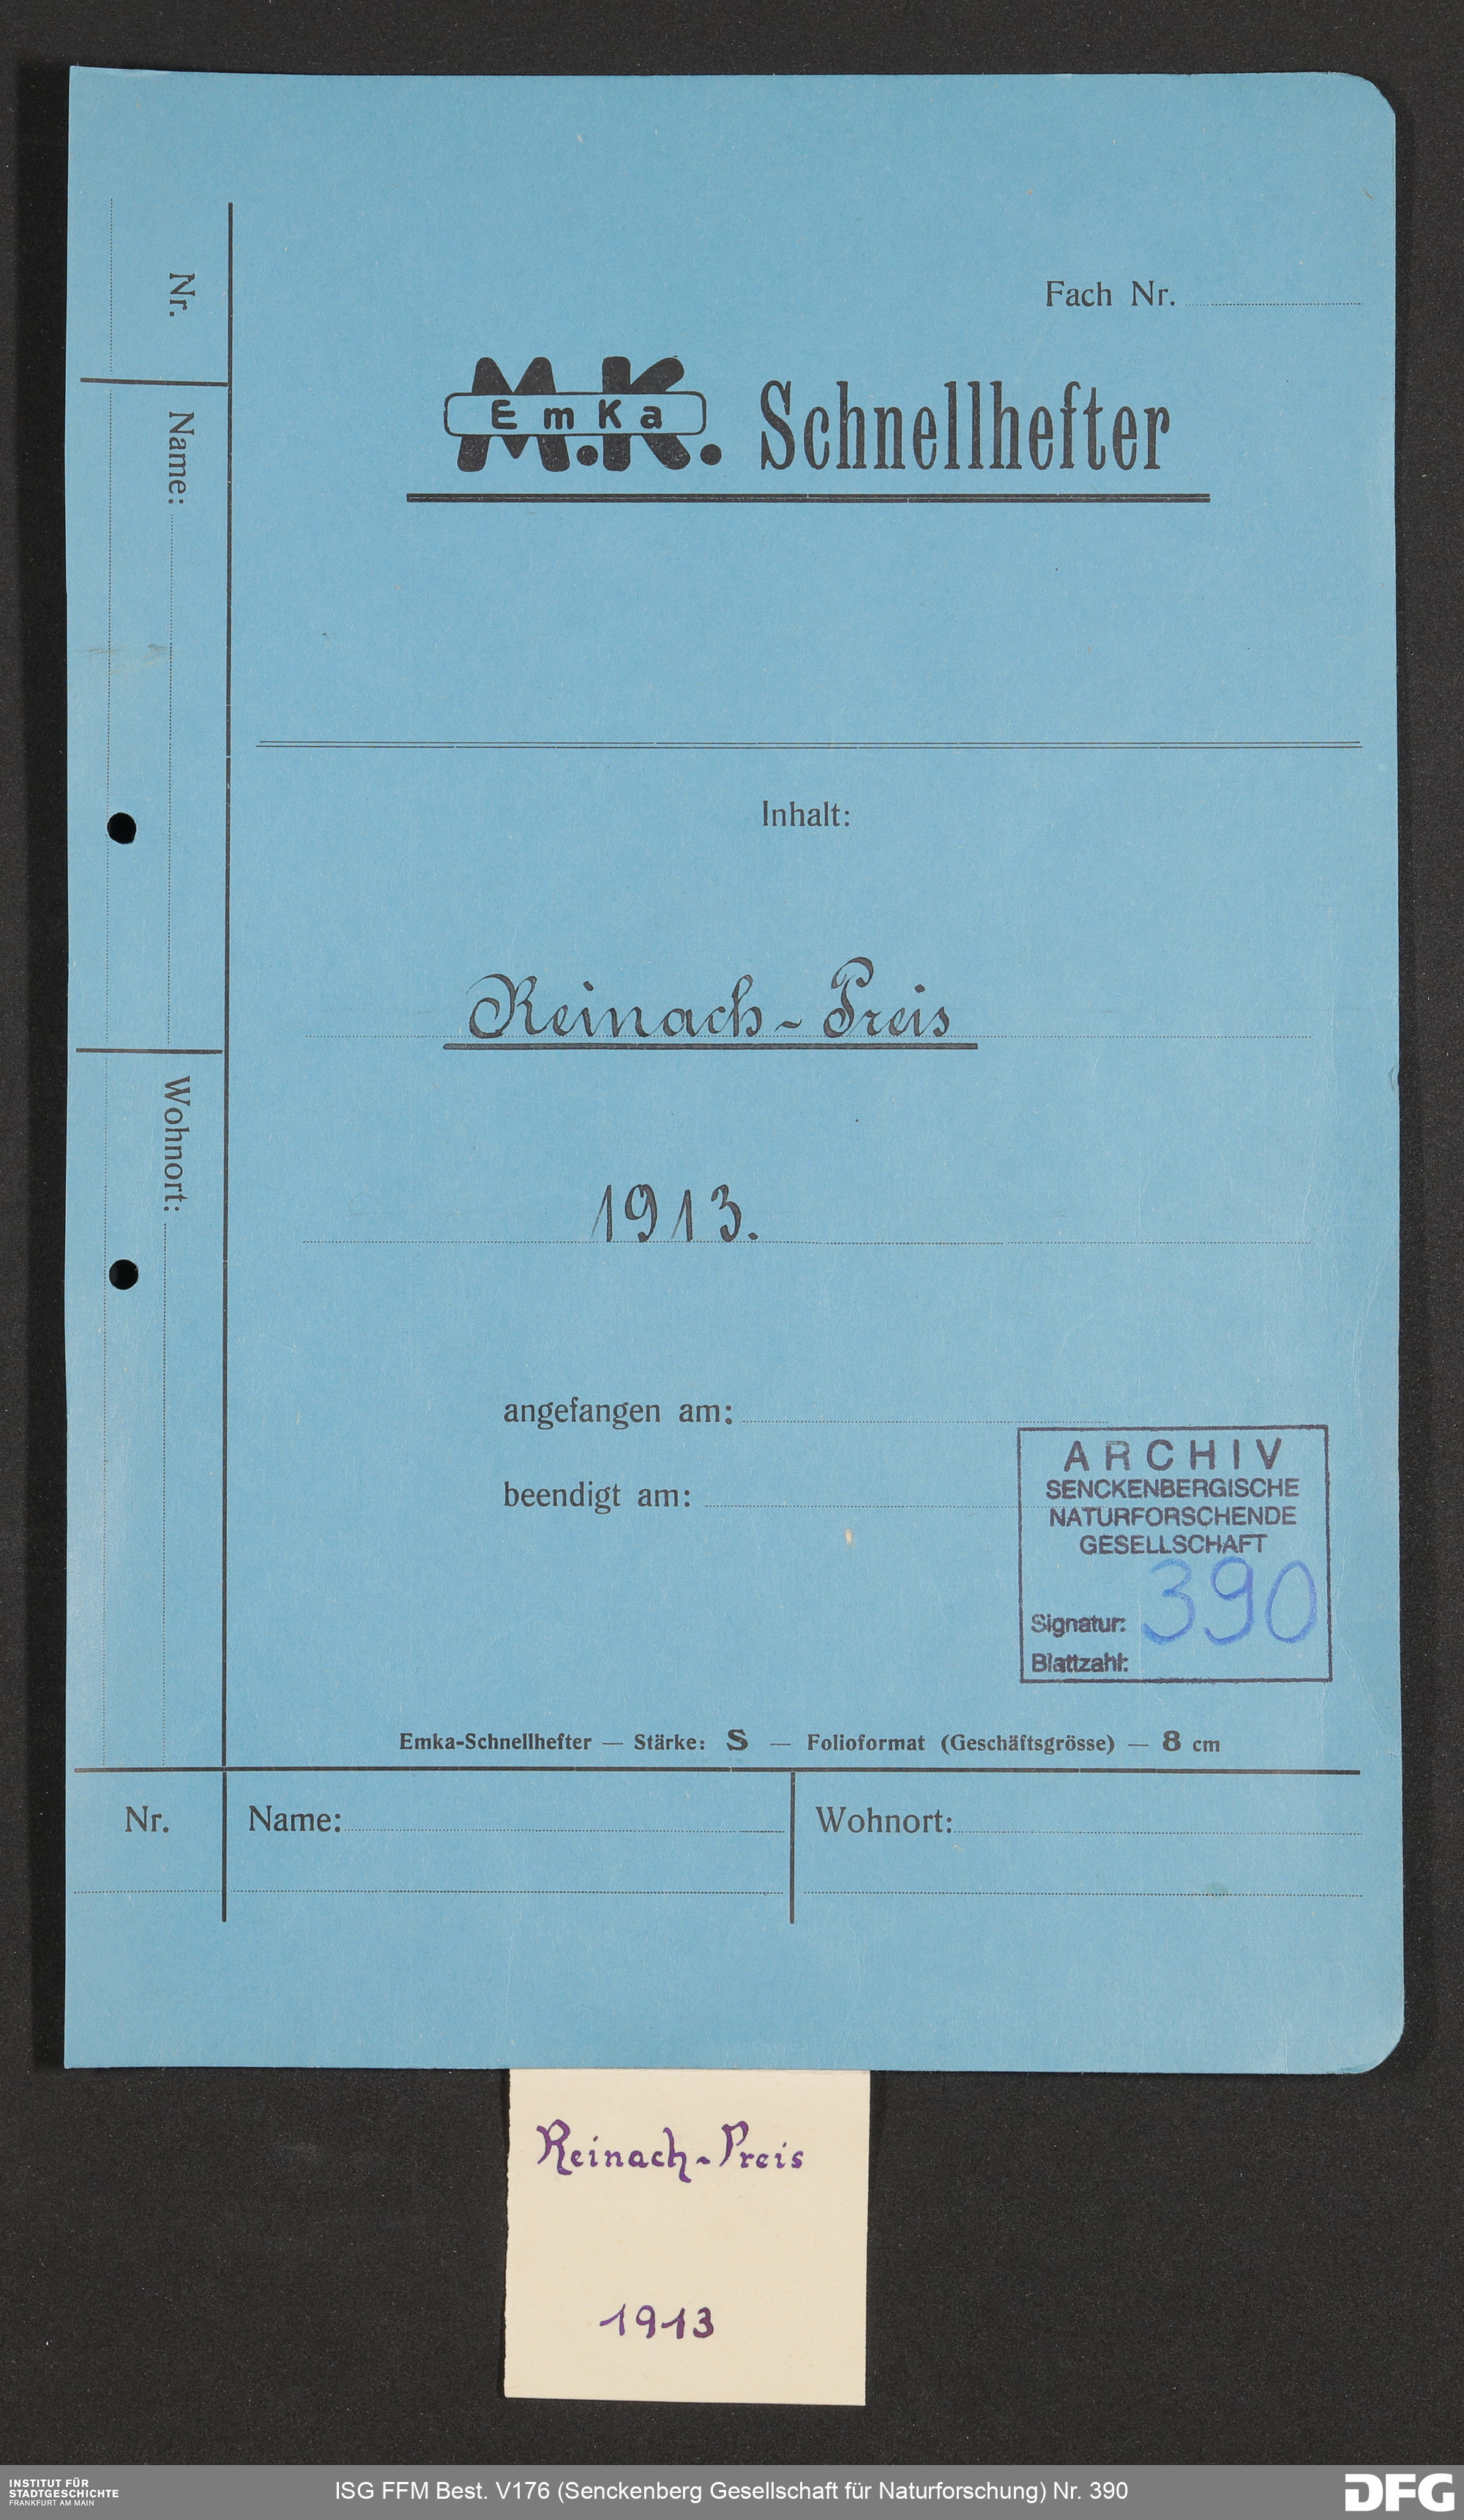 Fach Nr.
M.K.
EmKa
Schnellhefter
Inhalt:
Reinach-Preis
1913.
angefangen am:
beendigt am:
ARCHIV
SENCKENBERGISCHE
NATURFORSCHENDE
GESELLSCHAFT
Signatur: 390
Blattzahl:
Emka-Schnellhefter — Stärke: S — Folioformat (Geschäftsgrösse) — 8 cm
Nr. Name: Wohnort:
Nr. Name: Wohnort:
Reinach-Preis
1913
INSTITUT FÜR
STADTGESCHICHTE
FRANKFURT AM MAIN
ISG FFM Best. V176 (Senckenberg Gesellschaft für Naturforschung) Nr. 390
DFG